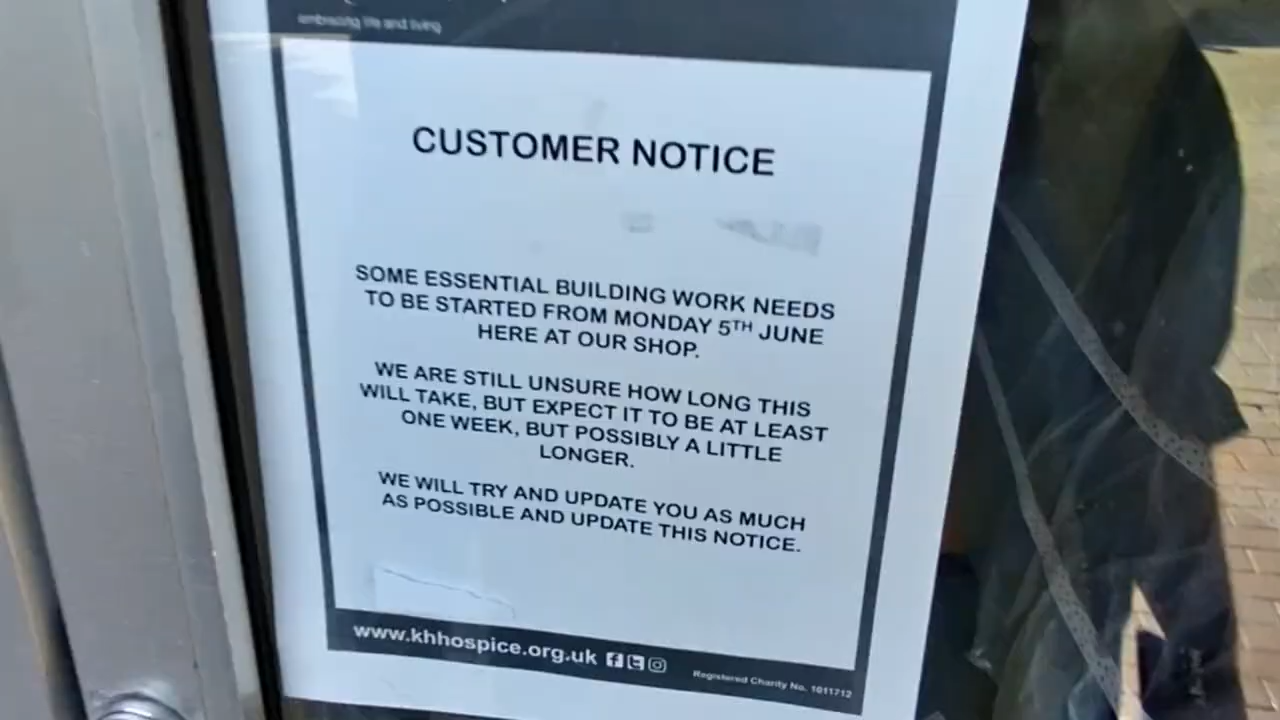 embracing life and living
CUSTOMER NOTICE
SOME ESSENTIAL BUILDING WORK NEEDS
TO BE STARTED FROM MONDAY 5TH JUNE
HERE AT OUR SHOP.
WE ARE STILL UNSURE HOW LONG THIS
WILL TAKE, BUT EXPECT IT TO BE AT LEAST
ONE WEEK, BUT POSSIBLY A LITTLE
LONGER.
WE WILL TRY AND UPDATE YOU AS MUCH
AS POSSIBLE AND UPDATE THIS NOTICE.
www.khhospice.org.uk
Registered Charity No. 1011712